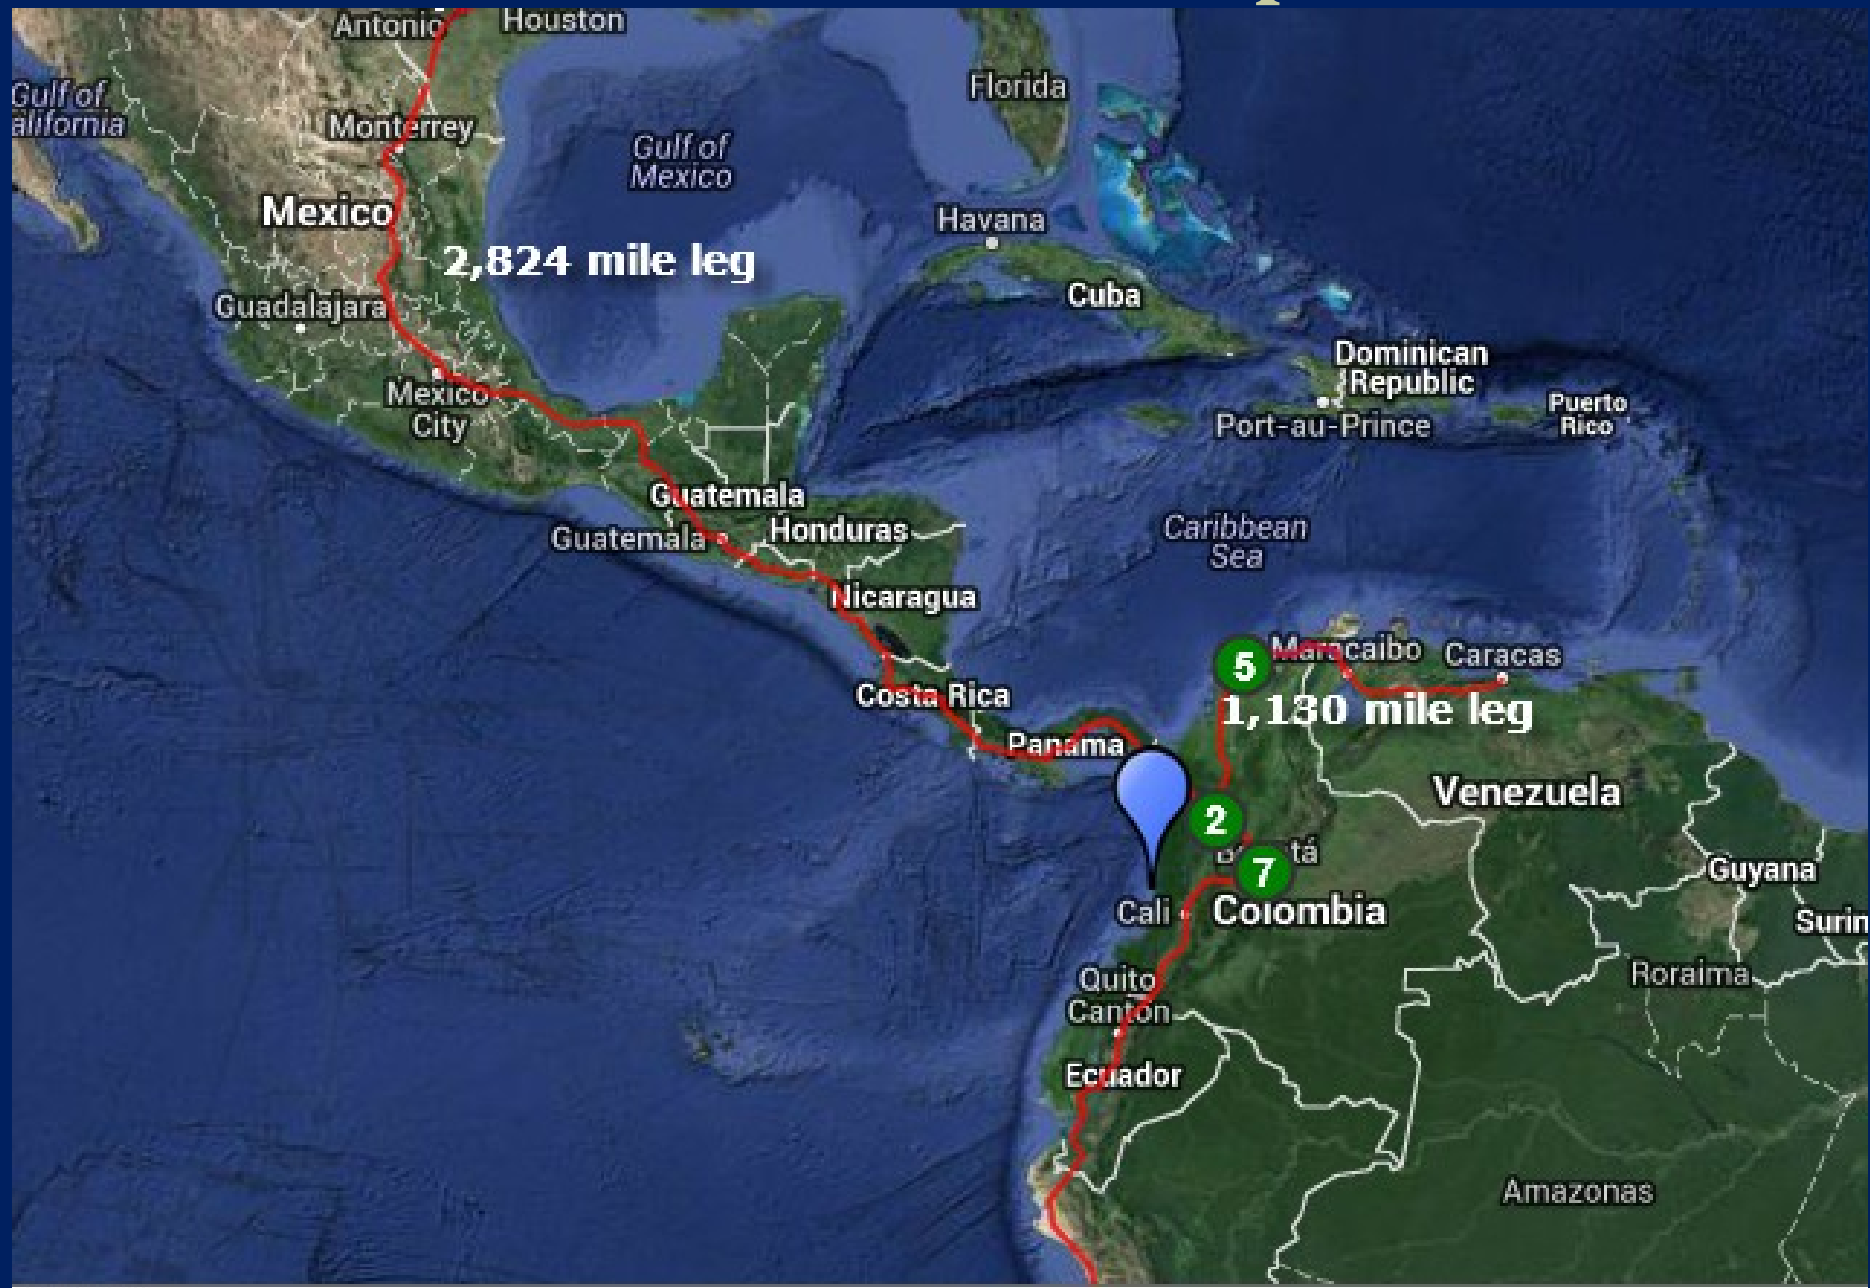 Antonio
Houston
Gulf of
alifornia
Florida
Monterrey
Gulf of
Mexico
Mexico
Havana
2,824 mile leg
Cuba
Guadalajara
Dominican
Republic
Mexico
City
Puerto
Rico
Port-au-Prince
Guatemala
Honduras
Guatemala
Caribbean
Sea
Nicaragua
5
Maracaibo
Caracas
Costa Rica
1,130 mile leg
Panama
Venezuela
2
7
Guyana
Cali
Colombia
Surin
Quito
Canton
Roraima
Ecuador
Amazonas